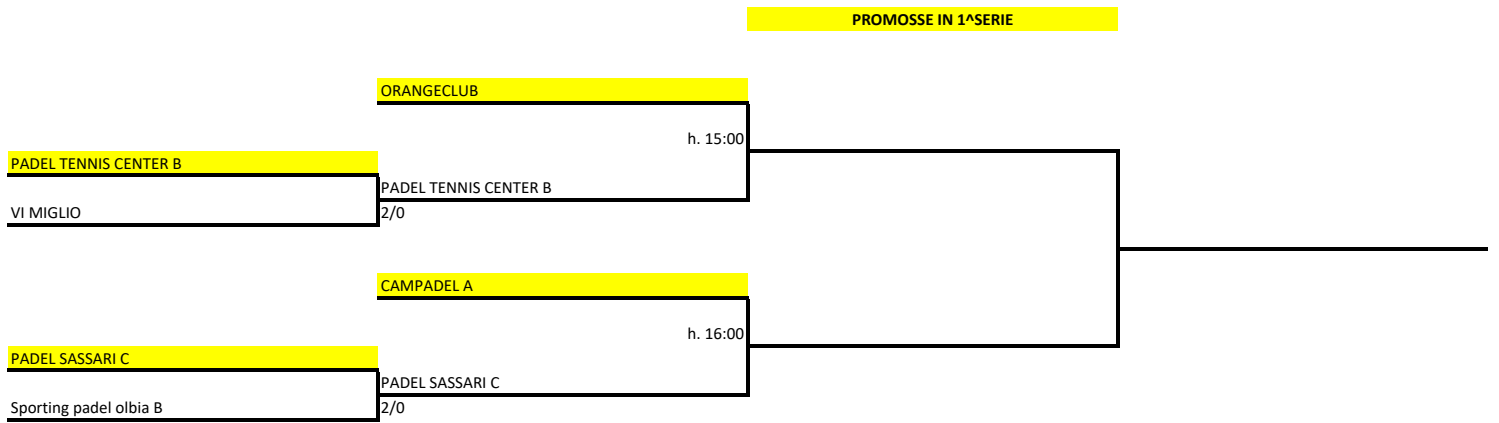 PROMOSSE IN 1^SERIE
ORANGECLUB
h. 15:00
PADEL TENNIS CENTER B
PADEL TENNIS CENTER B
VI MIGLIO
2/0
CAMPADEL A
h. 16:00
PADEL SASSARI C
PADEL SASSARI C
Sporting padel olbia B
2/0